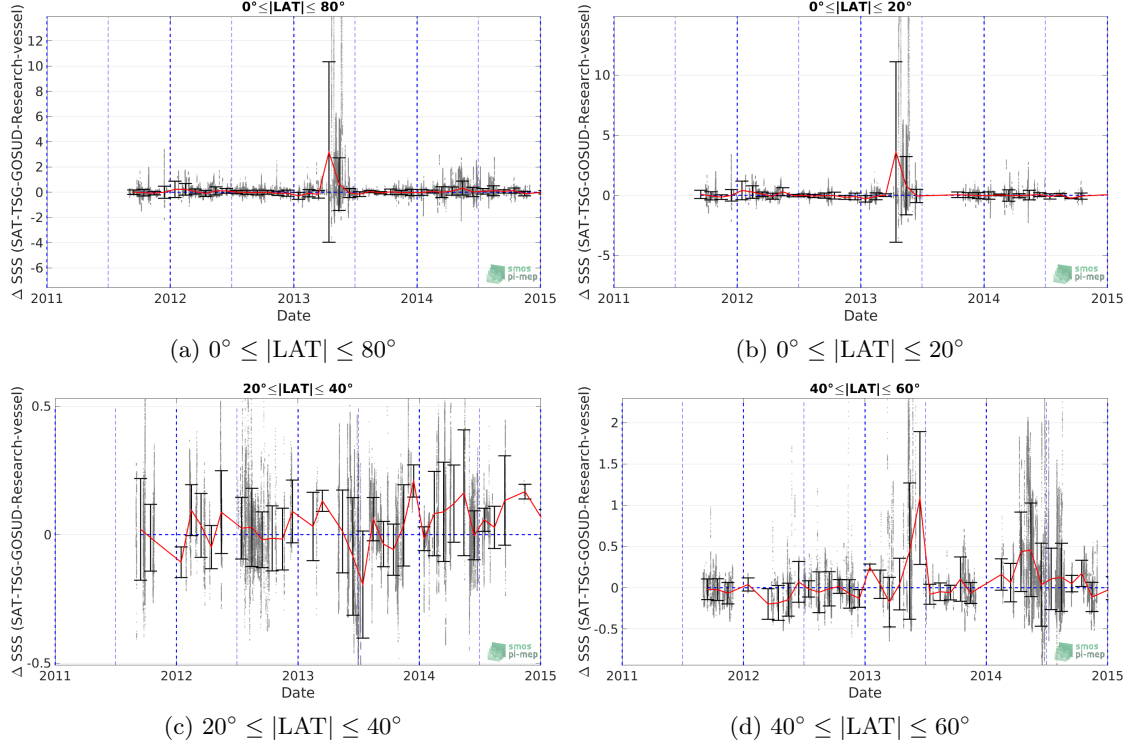 0°≤|LAT|≤ 80°
Δ SSS (SAT-TSG-GOSUD-Research-vessel)
12
10
8
6
4
2
0
-2
-4
-6
2011
2012
2013
2014
2015
Date
smos
pi-mep
(a) 0° ≤ |LAT| ≤ 80°
0°≤|LAT|≤ 20°
Δ SSS (SAT-TSG-GOSUD-Research-vessel)
10
5
0
-5
2011
2012
2013
2014
2015
Date
smos
pi-mep
(b) 0° ≤ |LAT| ≤ 20°
20°≤|LAT|≤ 40°
Δ SSS (SAT-TSG-GOSUD-Research-vessel)
0.5
0
-0.5
2011
2012
2013
2014
2015
Date
smos
pi-mep
(c) 20° ≤ |LAT| ≤ 40°
40°≤|LAT|≤ 60°
Δ SSS (SAT-TSG-GOSUD-Research-vessel)
2
1.5
1
0.5
0
-0.5
2011
2012
2013
2014
2015
Date
smos
pi-mep
(d) 40° ≤ |LAT| ≤ 60°